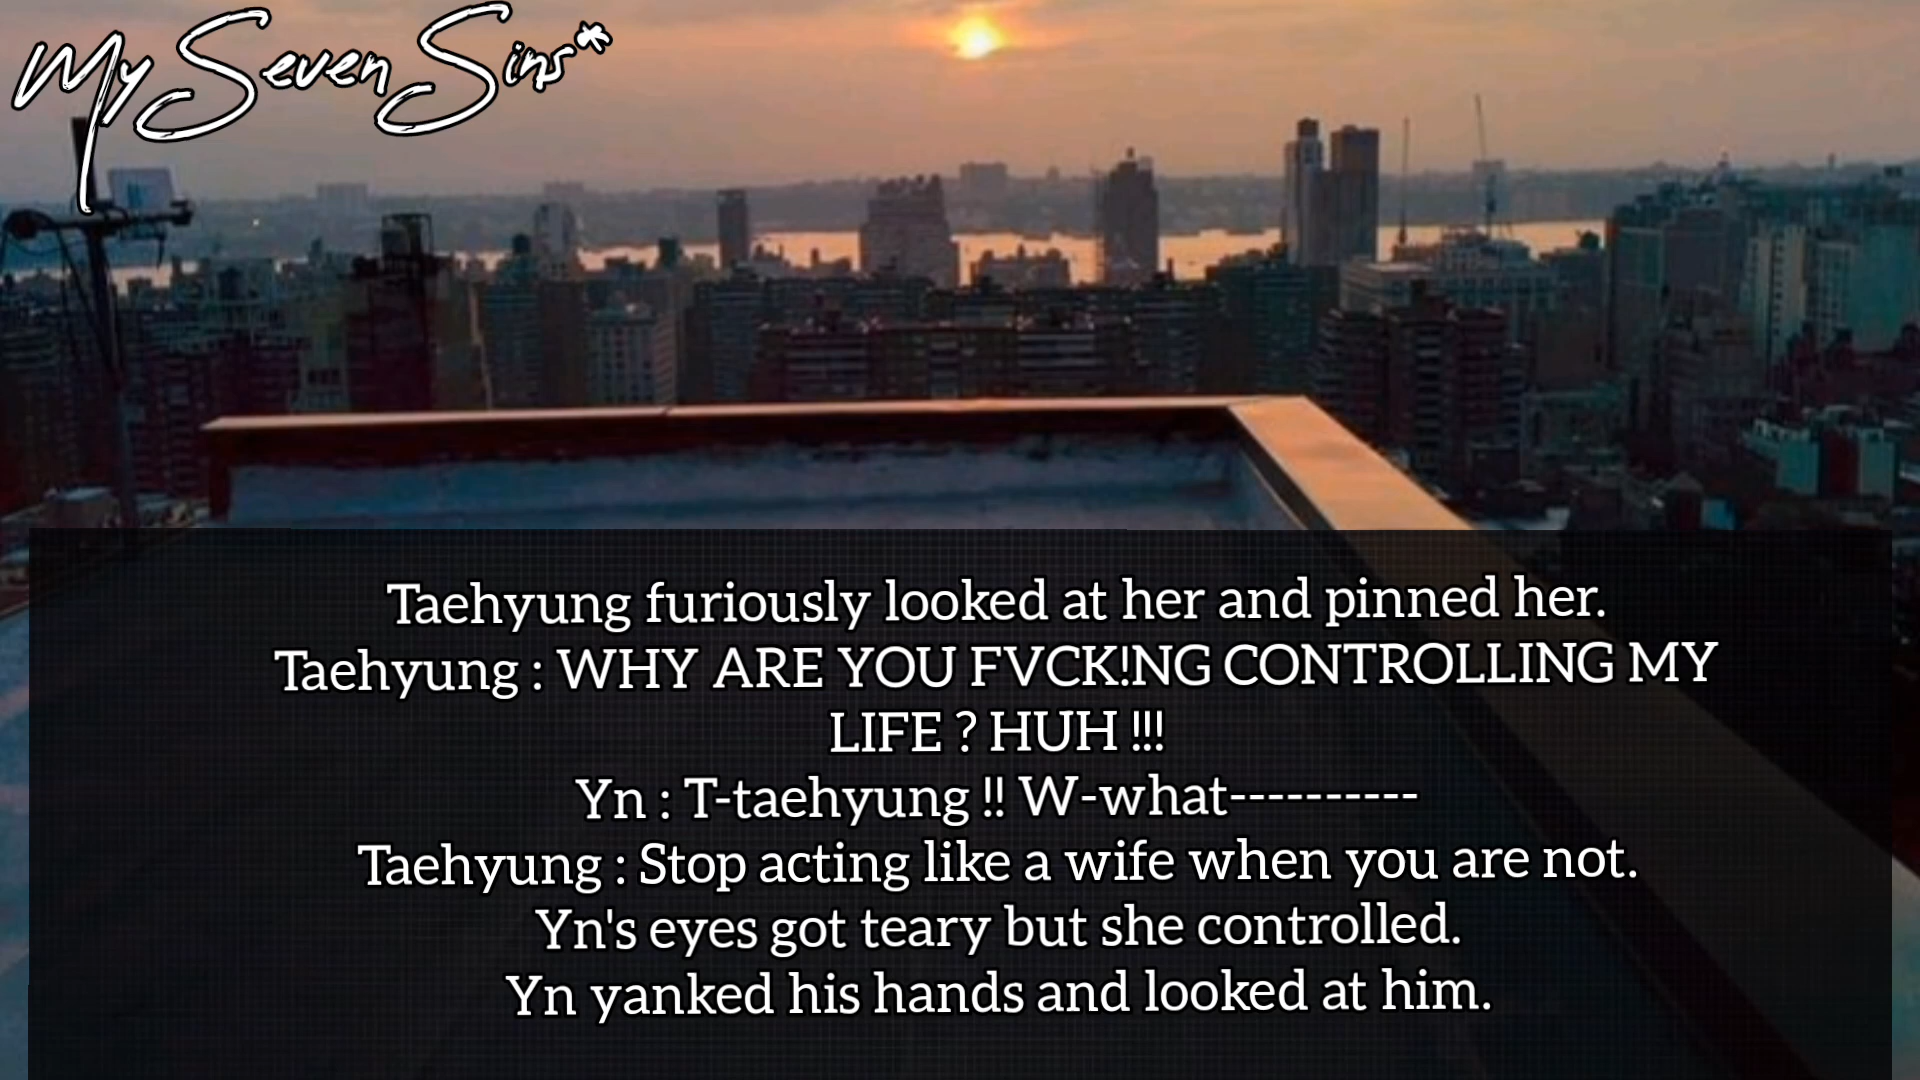 My Seven Sins*
Taehyung furiously looked at her and pinned her.
Taehyung : WHY ARE YOU FVCK!NG CONTROLLING MY
LIFE ? HUH !!!
Yn : T-taehyung !! W-what----------
Taehyung : Stop acting like a wife when you are not.
Yn's eyes got teary but she controlled.
Yn yanked his hands and looked at him.